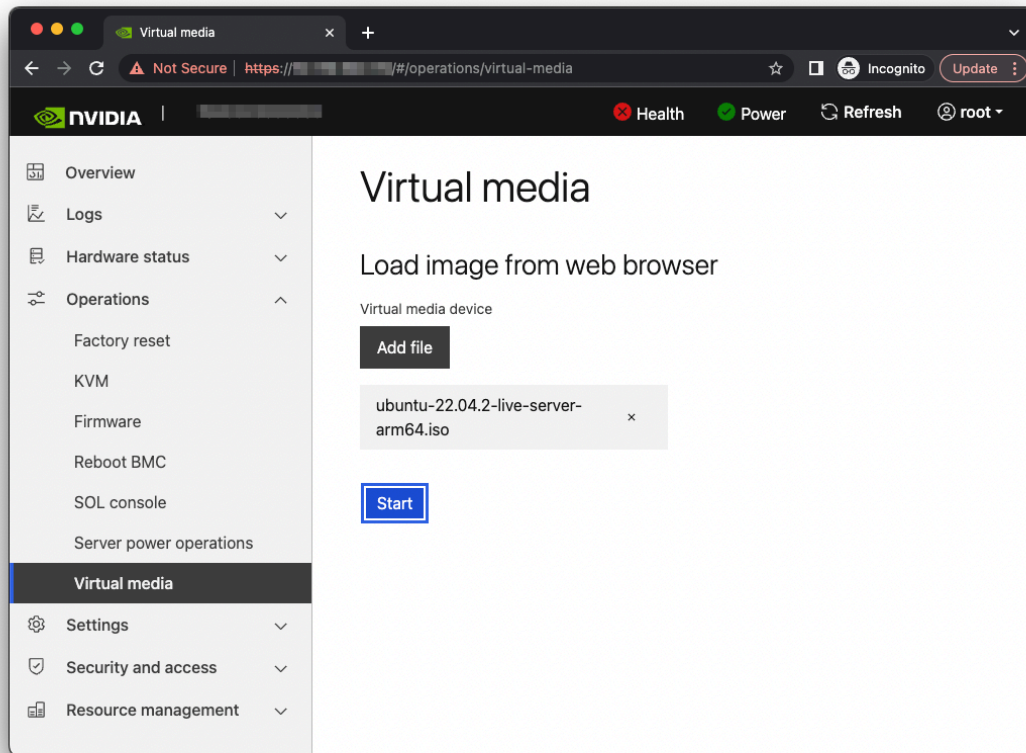 Virtual media
Not Secure
https://
/#/operations/virtual-media
Incognito
Update
NVIDIA
Health
Power
Refresh
root
Overview
Logs
Hardware status
Operations
Factory reset
KVM
Firmware
Reboot BMC
SOL console
Server power operations
Virtual media
Settings
Security and access
Resource management
Virtual media
Load image from web browser
Virtual media device
Add file
ubuntu-22.04.2-live-server-
arm64.iso
Start